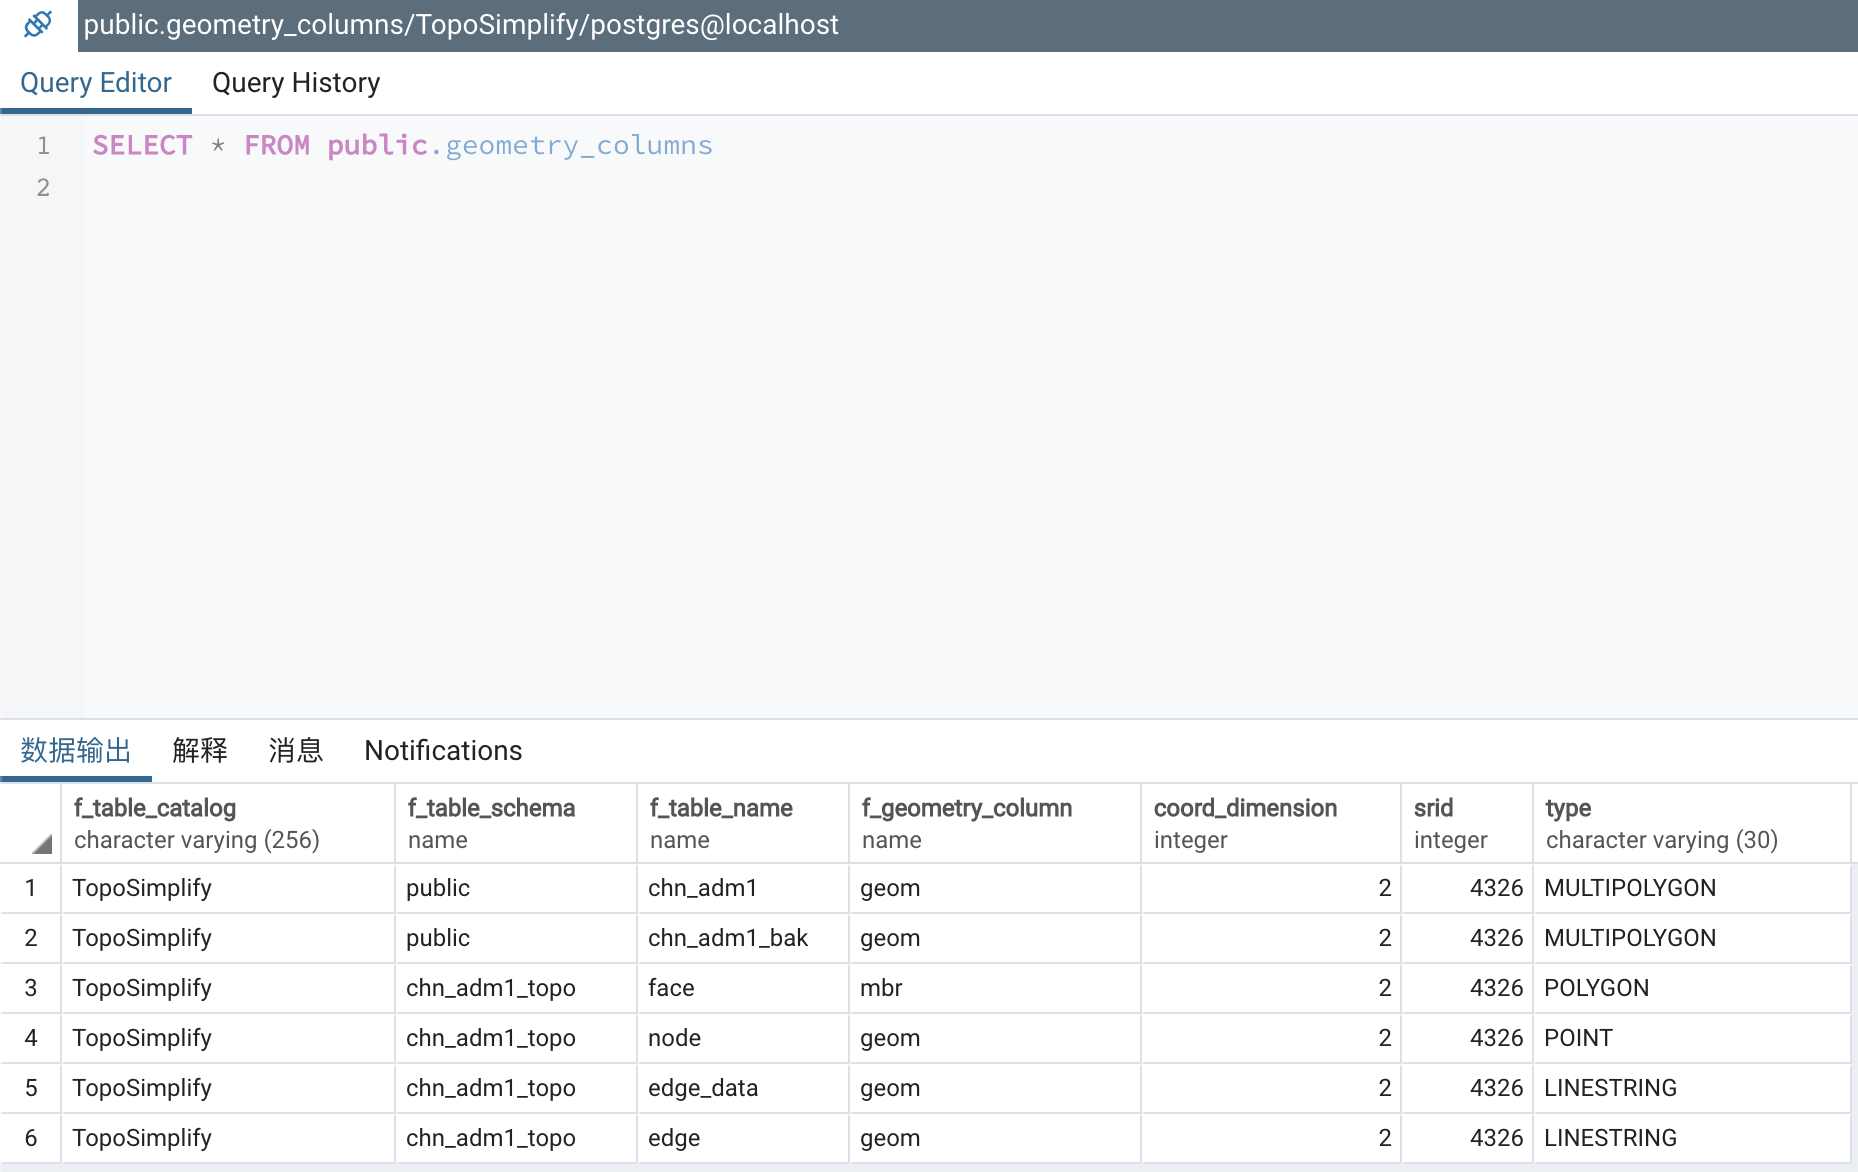 public.geometry_columns/TopoSimplify/postgres@localhost
Query Editor Query History
1 SELECT * FROM public.geometry_columns
2
数据输出 解释 消息 Notifications
f_table_catalog f_table_schema f_table_name f_geometry_column coord_dimension srid type
character varying (256) name name name integer integer character varying (30)
1 TopoSimplify public chn_adm1 geom 2 4326 MULTIPOLYGON
2 TopoSimplify public chn_adm1_bak geom 2 4326 MULTIPOLYGON
3 TopoSimplify chn_adm1_topo face mbr 2 4326 POLYGON
4 TopoSimplify chn_adm1_topo node geom 2 4326 POINT
5 TopoSimplify chn_adm1_topo edge_data geom 2 4326 LINESTRING
6 TopoSimplify chn_adm1_topo edge geom 2 4326 LINESTRING